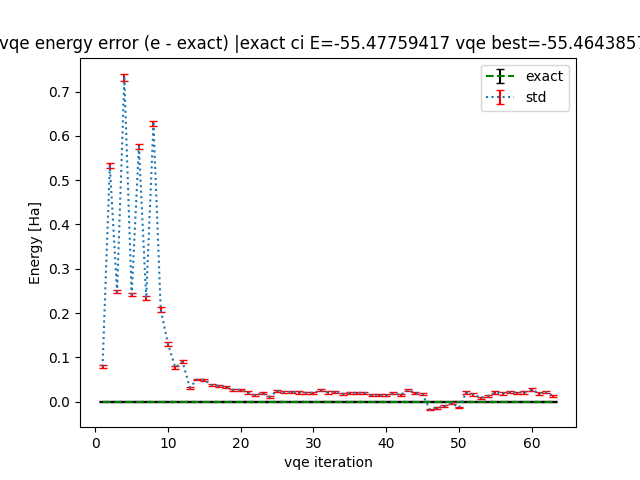 vqe energy error (e - exact) |exact ci E=-55.47759417 vqe best=-55.4643857
exact
std
Energy [Ha]
0.7
0.6
0.5
0.4
0.3
0.2
0.1
0.0
0 10 20 30 40 50 60
vqe iteration